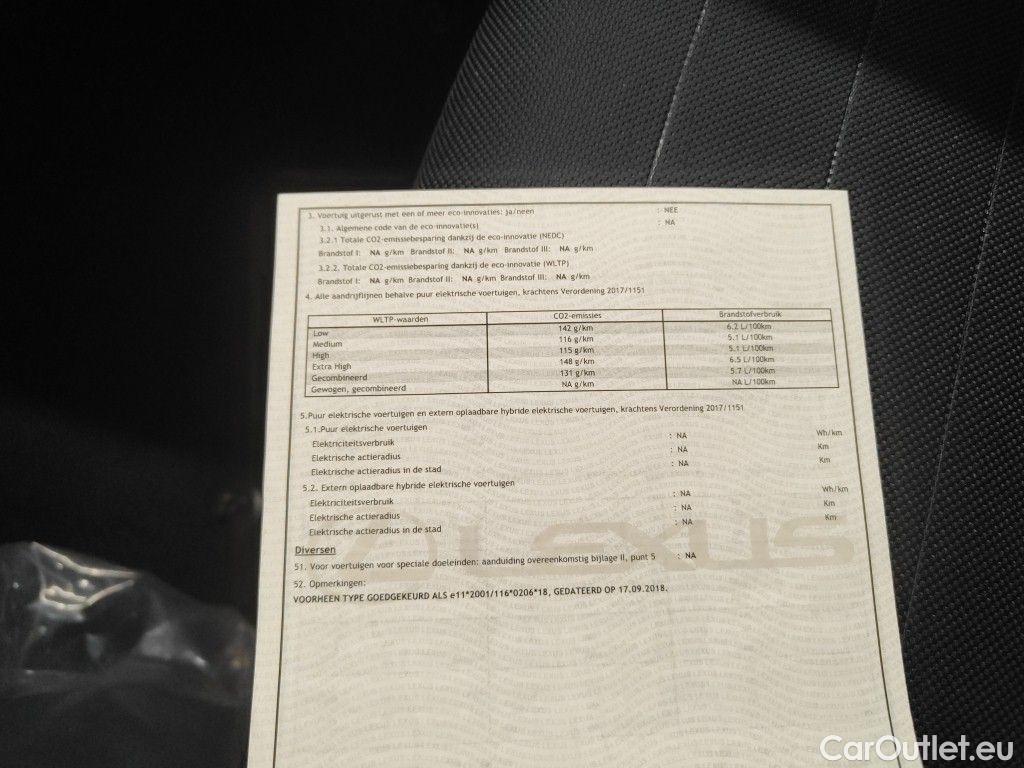 3. Voertuig uitgerust met een of meer eco-innovaties: ja/neen : NEE
3.1. Algemene code van de eco-innovatie(s) : NA
3.2.1 Totale CO2-emissiebesparing dankzij de eco-innovatie (NEDC)
Brandstof I: NA g/km Brandstof II: NA g/km Brandstof III: NA g/km
3.2.2. Totale CO2-emissiebesparing dankzij de eco-innovatie (WLTP)
Brandstof I: NA g/km Brandstof II: NA g/km Brandstof III: NA g/km
4. Alle aandrijflijnen behalve puur elektrische voertuigen, krachtens Verordening 2017/1151
WLTP-waarden CO2-emissies Brandstofverbruik
Low 142 g/km 6.2 L/100km
Medium 116 g/km 5.1 L/100km
High 115 g/km 5.1 L/100km
Extra High 148 g/km 6.5 L/100km
Gecombineerd 131 g/km 5.7 L/100km
Gewogen, gecombineerd NA g/km NA L/100km
5.Puur elektrische voertuigen en extern oplaadbare hybride elektrische voertuigen, krachtens Verordening 2017/1151
5.1.Puur elektrische voertuigen
Elektriciteitsverbruik : NA Wh/km
Elektrische actieradius : NA Km
Elektrische actieradius in de stad : NA Km
5.2. Extern oplaadbare hybride elektrische voertuigen
Elektriciteitsverbruik : NA Wh/km
Elektrische actieradius : NA Km
Elektrische actieradius in de stad : NA Km
LEXUS
Diversen
51. Voor voertuigen voor speciale doeleinden: aanduiding overeenkomstig bijlage II, punt 5 : NA
52. Opmerkingen:
VOORHEEN TYPE GOEDGEKEURD ALS e11*2001/116*0206*18, GEDATEERD OP 17.09.2018.
CarOutlet.eu